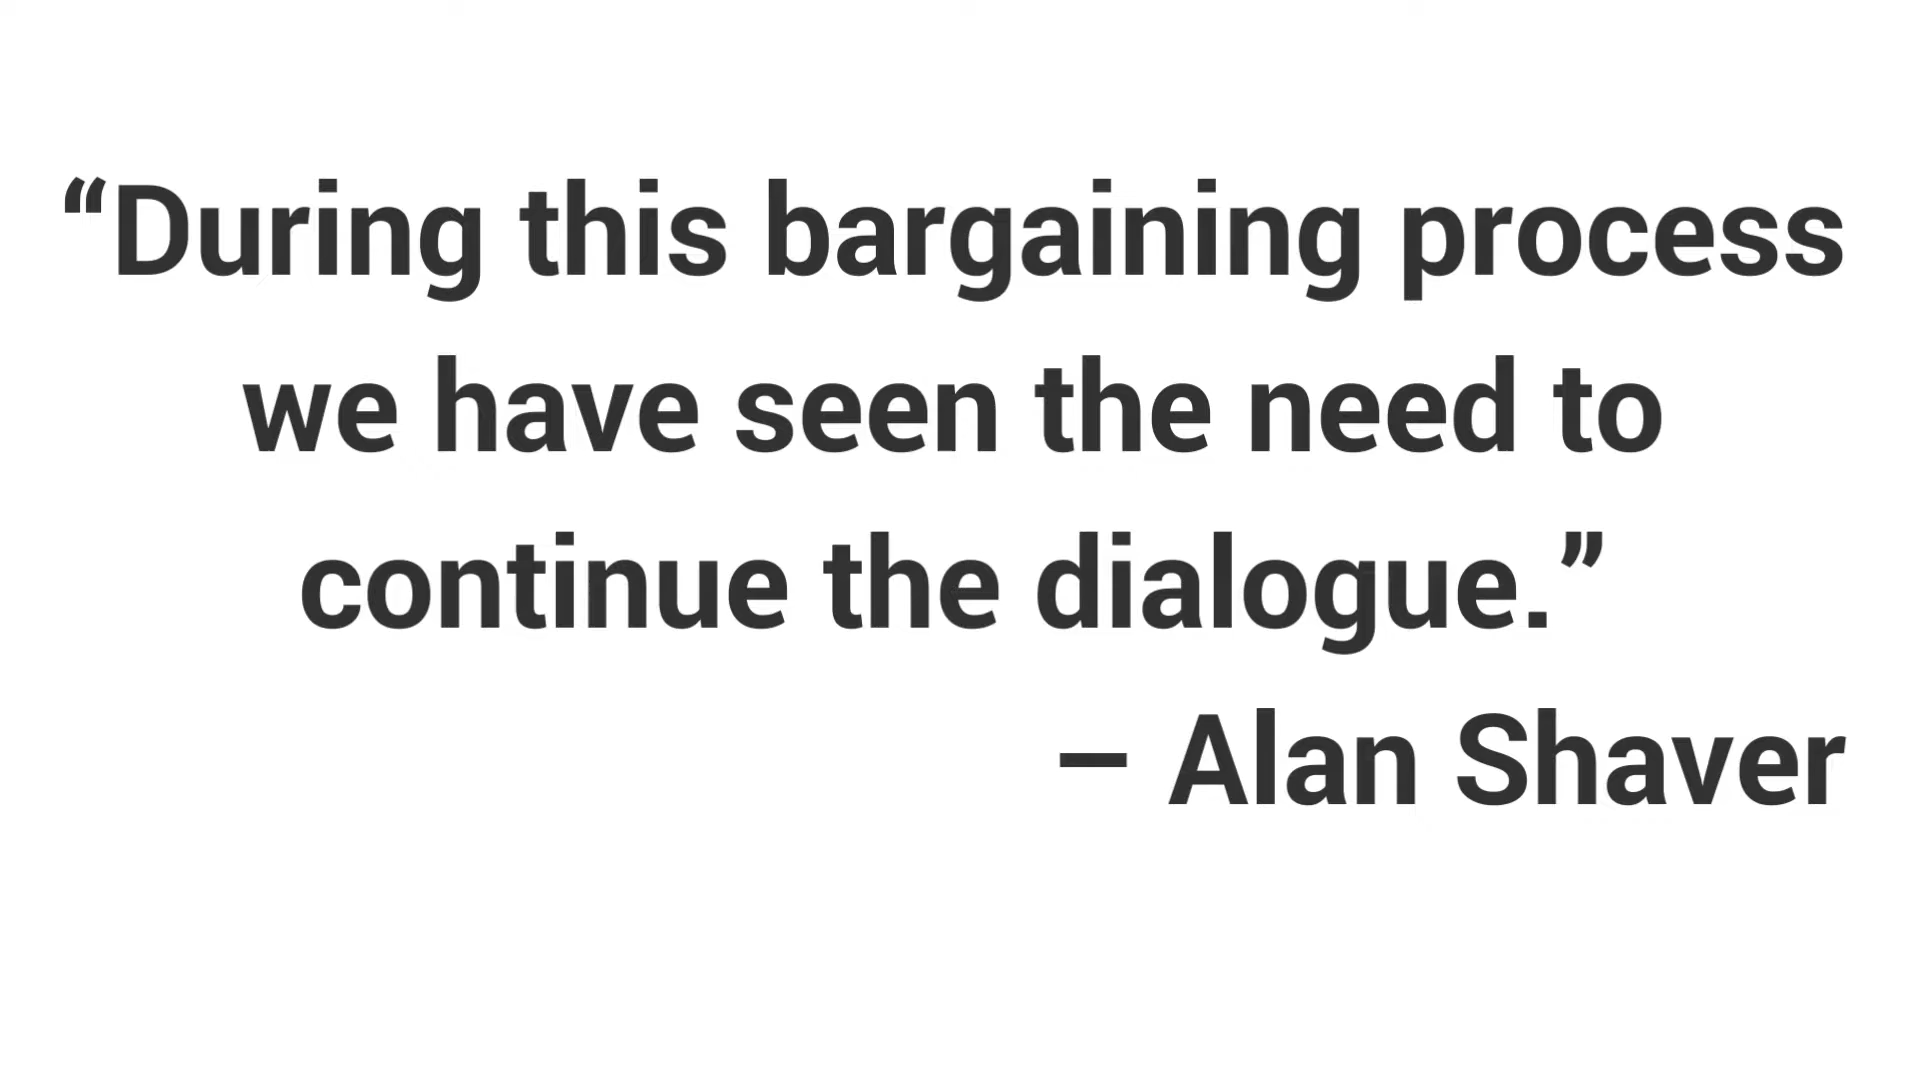 “During this bargaining process
we have seen the need to
continue the dialogue.”
– Alan Shaver